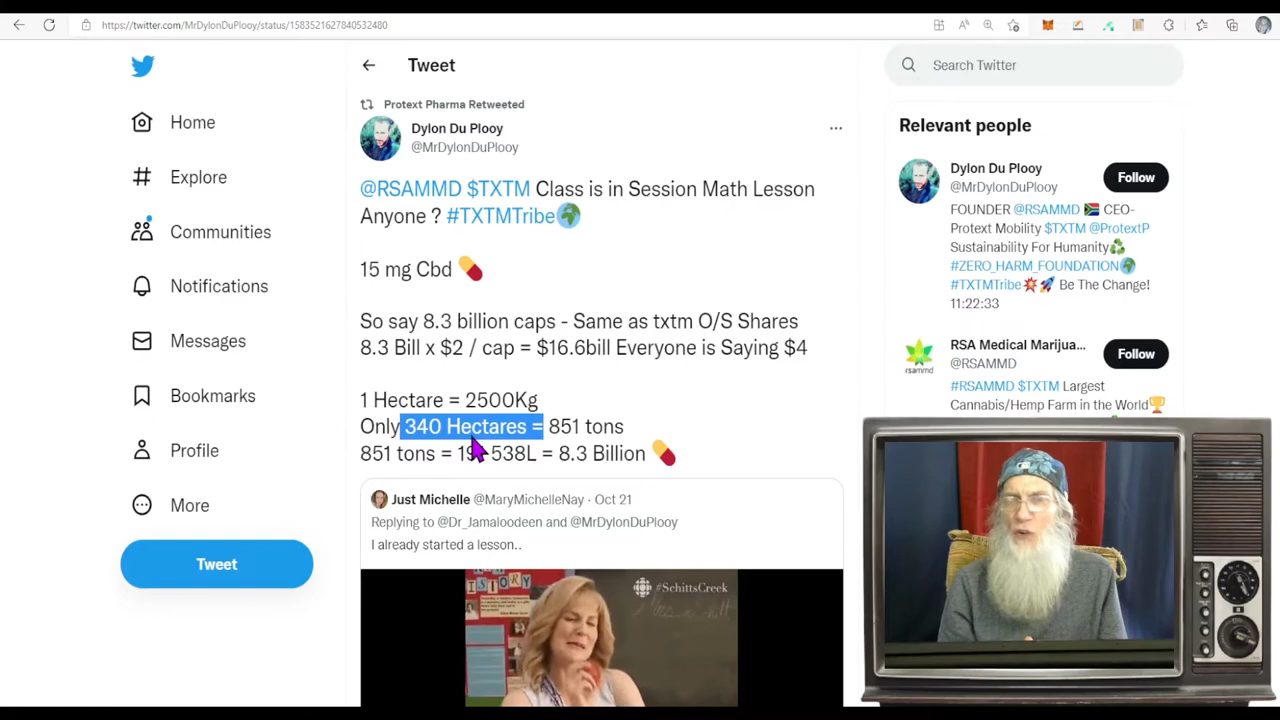 https://twitter.com/MrDylonDuPlooy/status/1583521627840532480
Home
Explore
Communities
Notifications
Messages
Bookmarks
Profile
More
Tweet
Tweet
Protext Pharma Retweeted
Dylon Du Plooy
@MrDylonDuPlooy
@RSAMMD $TXTM Class is in Session Math Lesson
Anyone ? #TXTMTribe
15 mg Cbd
So say 8.3 billion caps - Same as txtm O/S Shares
8.3 Bill x $2 / cap = $16.6bill Everyone is Saying $4
1 Hectare = 2500Kg
Only 340 Hectares = 851 tons
851 tons = 538L = 8.3 Billion
Just Michelle @MaryMichelleNay · Oct 21
Replying to @Dr_Jamaloodeen and @MrDylonDuPlooy
I already started a lesson..
HISTORY
#SchittsCreek
Search Twitter
Relevant people
Dylon Du Plooy
@MrDylonDuPlooy
Follow
FOUNDER @RSAMMD CEO-
Protext Mobility $TXTM @ProtextP
Sustainability For Humanity
#ZERO_HARM_FOUNDATION
#TXTMTribe Be The Change!
11:22:33
RSA Medical Marijua...
@RSAMMD
Follow
rsammd
#RSAMMD $TXTM Largest
Cannabis/Hemp Farm in the World